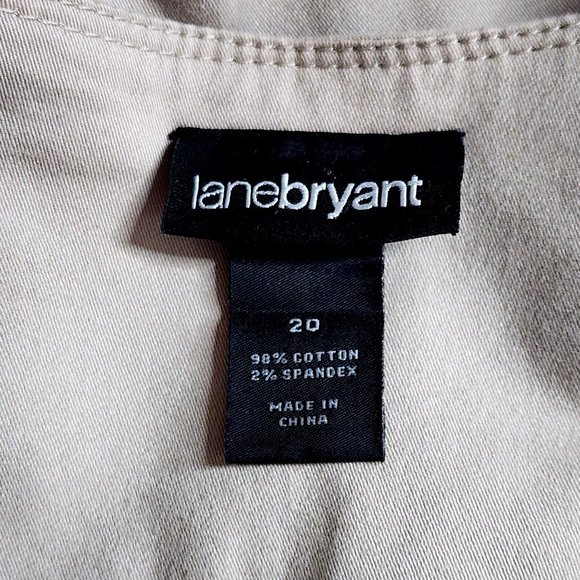 lanebryant
20
98% COTTON
2% SPANDEX
MADE IN
CHINA